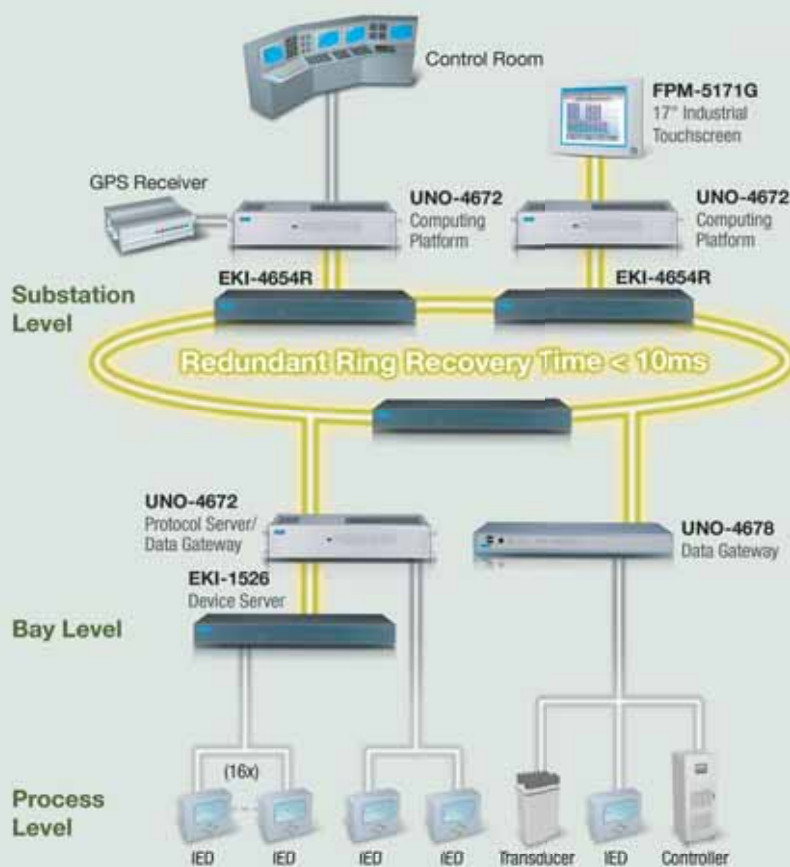 Control Room
FPM-5171G
17" Industrial
Touchscreen
GPS Receiver
UNO-4672
Computing
Platform
UNO-4672
Computing
Platform
EKI-4654R
EKI-4654R
Substation
Level
Redundant Ring Recovery Time < 10ms
UNO-4672
Protocol Server/
Data Gateway
UNO-4678
Data Gateway
EKI-1526
Device Server
Bay Level
(16x)
Process
Level
IED
IED
IED
IED
Transducer
IED
Controller